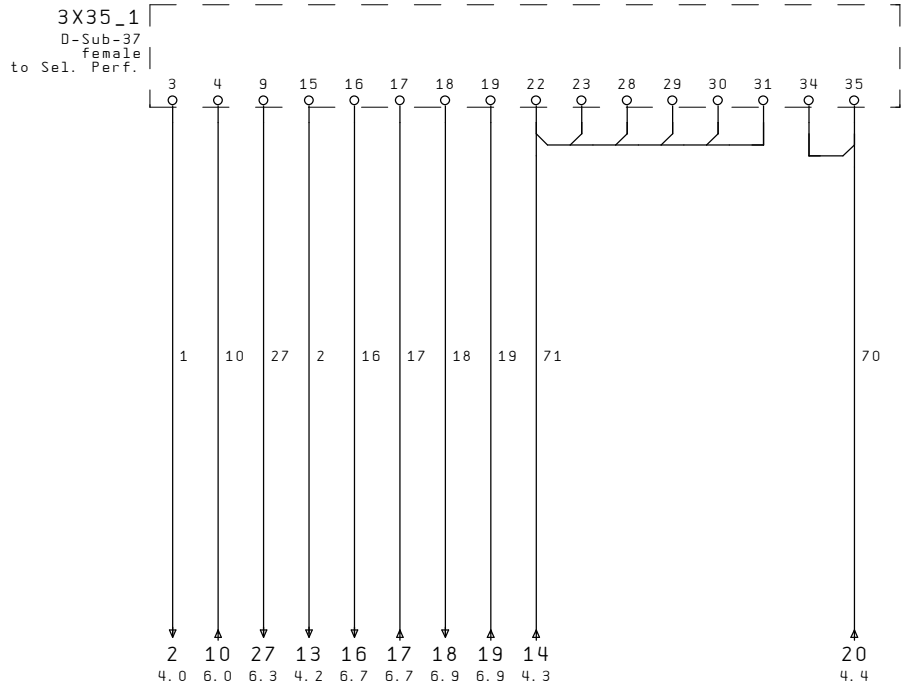 3X35_1
D-Sub-37
female
to Sel. Perf.
3 4 9 15 16 17 18 19 22 23 28 29 30 31 34 35
1 10 27 2 16 17 18 19 71 70
2 10 27 13 16 17 18 19 14 20
4.0 6.0 6.3 4.2 6.7 6.7 6.9 6.9 4.3 4.4